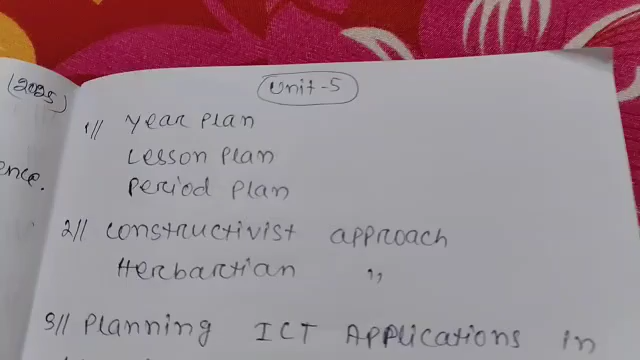 (2025)
ence.
Unit-5
1// Year Plan
Lesson Plan
Period Plan
2// Constructivist approach
Herbartian "
3// Planning ICT Applications in